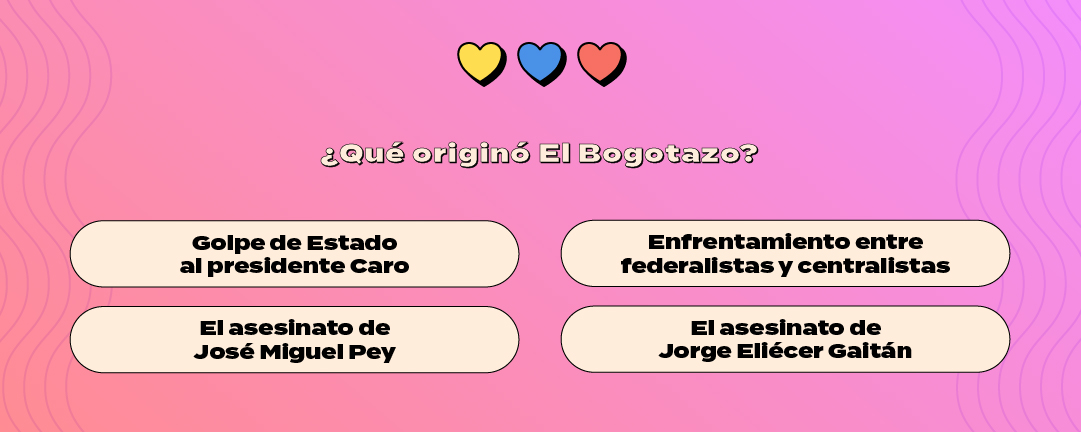 ¿Qué originó El Bogotazo?
Golpe de Estado
al presidente Caro
Enfrentamiento entre
federalistas y centralistas
El asesinato de
José Miguel Pey
El asesinato de
Jorge Eliécer Gaitán